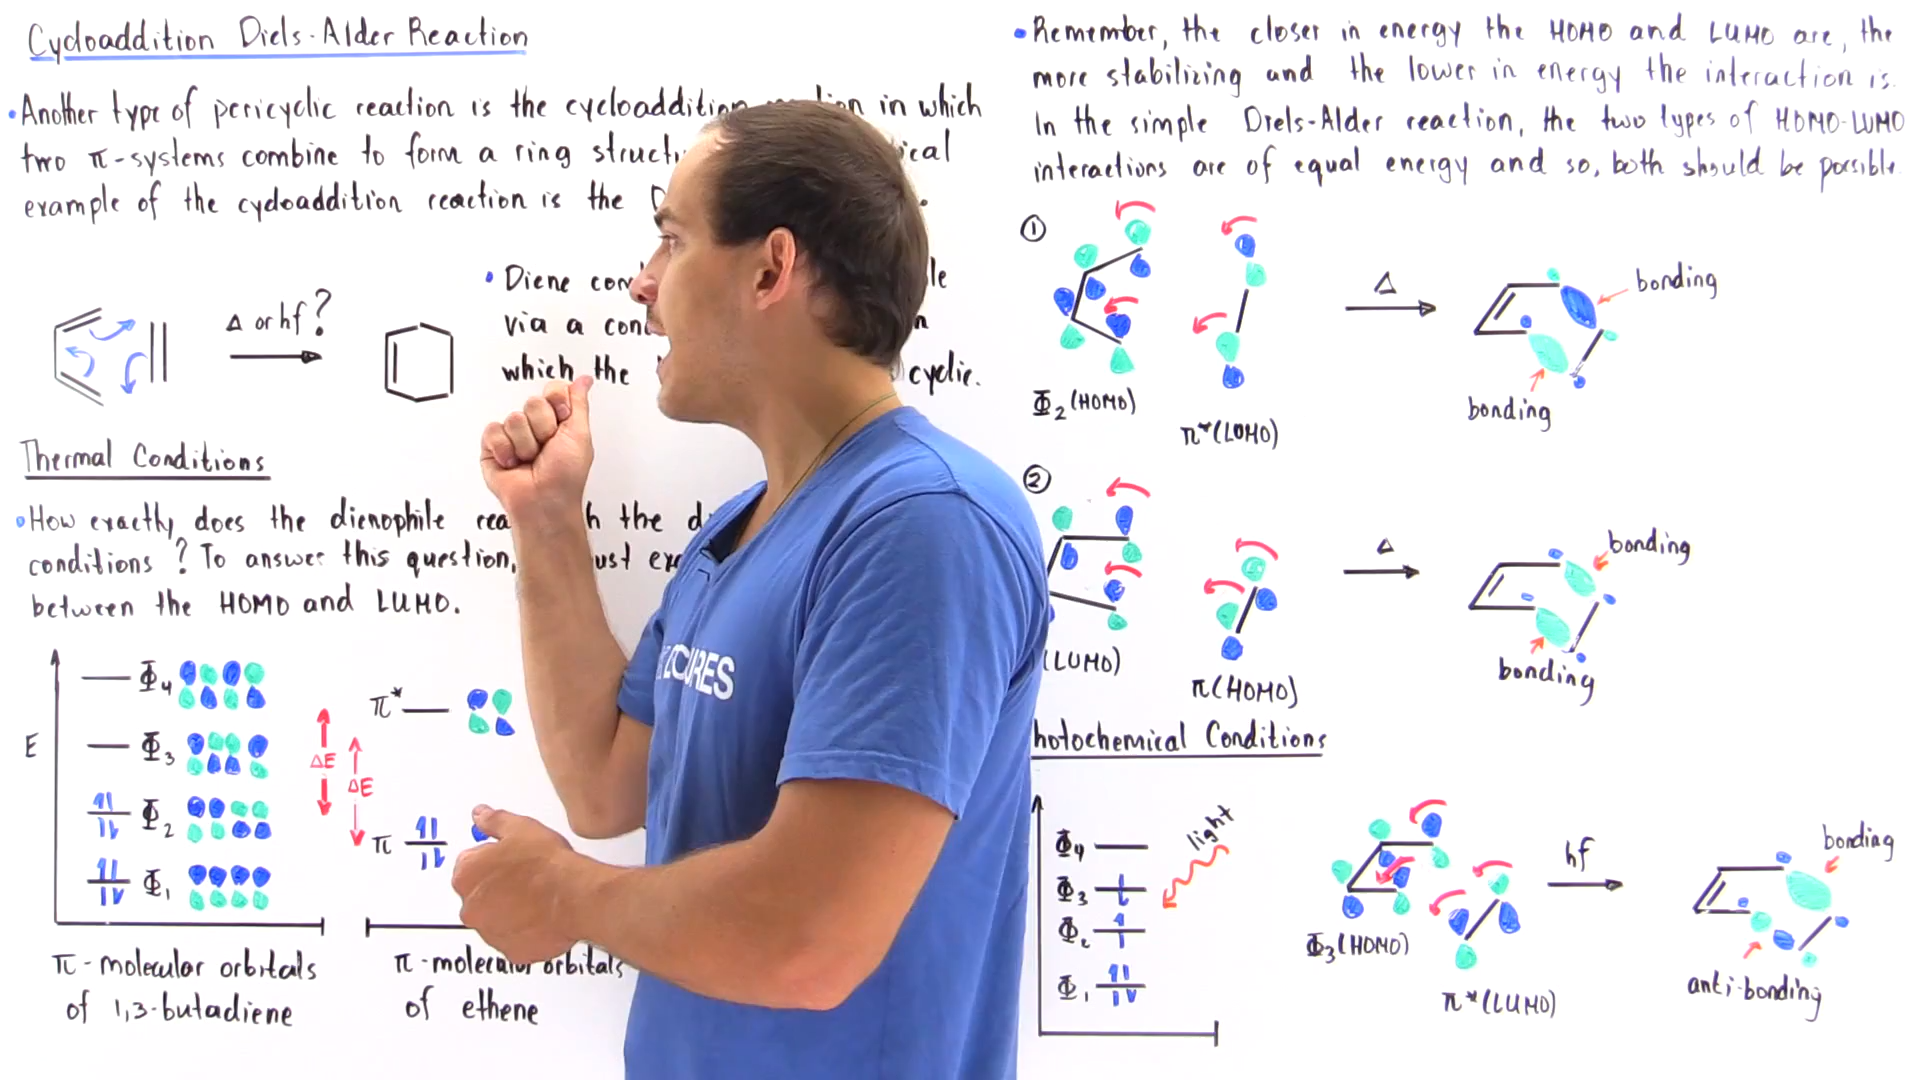 Cycloaddition Diels-Alder Reaction
• Another type of pericyclic reaction is the cycloaddition in which
two π-systems combine to form a ring
example of the cycloaddition reaction is the
Δ or hf?
• Diene
via a
which the cyclic.
Thermal Conditions
• How exactly does the dienophile the
conditions? To answer this question,
between the HOMO and LUMO.
E
Φ4
Φ3
Φ2
Φ1
ΔE
ΔE
π*
π
π-molecular orbitals
of 1,3-butadiene
π-molecular orbitals
of ethene
• Remember, the closer in energy the HOMO and LUMO are, the
more stabilizing and the lower in energy the interaction is.
In the simple Diels-Alder reaction, the two types of HOMO-LUMO
interactions are of equal energy and so, both should be possible.
①
Φ2 (HOMO)
π*(LUMO)
Δ
bonding
bonding
②
(LUMO)
π(HOMO)
Δ
bonding
bonding
Conditions
Φ4
Φ3
Φ2
Φ1
light
Φ3(HOMO)
π*(LUMO)
hf
bonding
anti-bonding